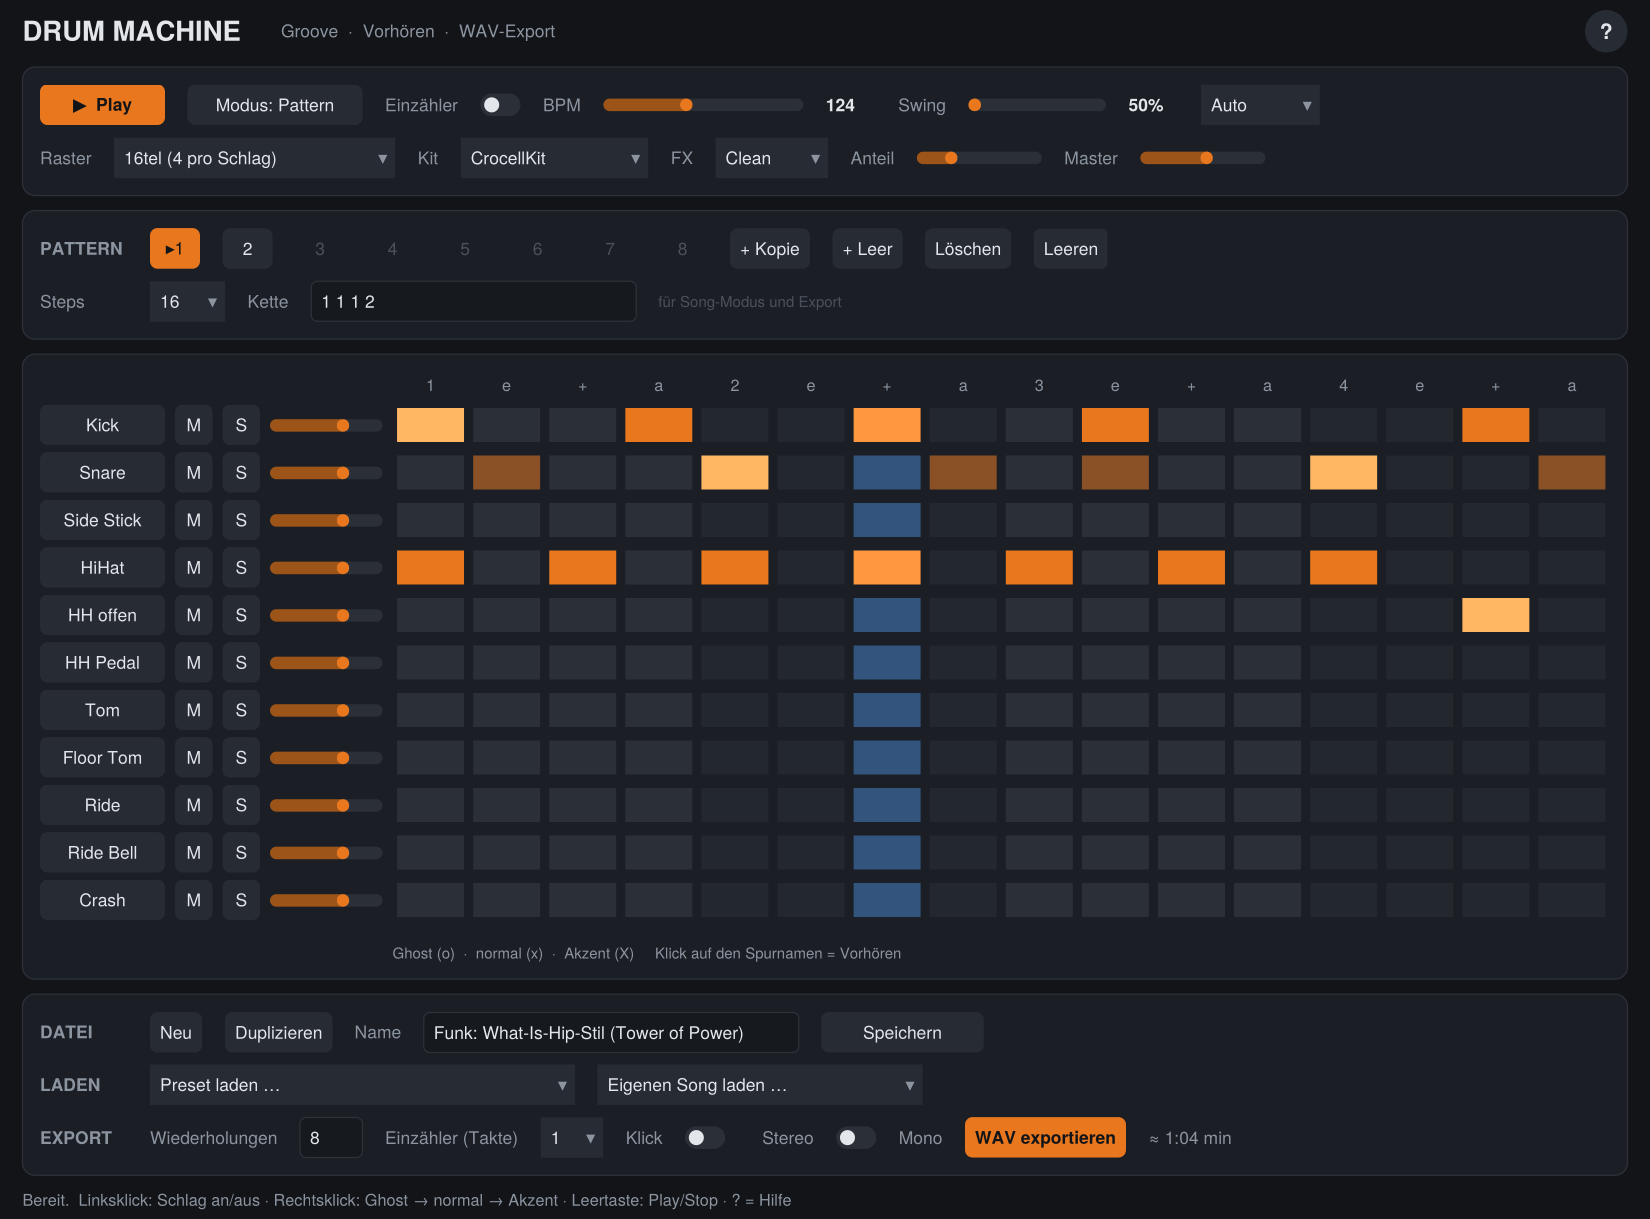 DRUM MACHINE Groove · Vorhören · WAV-Export ?
▶ Play Modus: Pattern Einzähler BPM 124 Swing 50% Auto ▾
Raster 16tel (4 pro Schlag) ▾ Kit CrocellKit ▾ FX Clean ▾ Anteil Master
PATTERN ▸1 2 3 4 5 6 7 8 + Kopie + Leer Löschen Leeren
Steps 16 ▾ Kette 1 1 1 2 für Song-Modus und Export
1 e + a 2 e + a 3 e + a 4 e + a
Kick M S
Snare M S
Side Stick M S
HiHat M S
HH offen M S
HH Pedal M S
Tom M S
Floor Tom M S
Ride M S
Ride Bell M S
Crash M S
Ghost (o) · normal (x) · Akzent (X) Klick auf den Spurnamen = Vorhören
DATEI Neu Duplizieren Name Funk: What-Is-Hip-Stil (Tower of Power) Speichern
LADEN Preset laden … ▾ Eigenen Song laden … ▾
EXPORT Wiederholungen 8 Einzähler (Takte) 1 ▾ Klick Stereo Mono WAV exportieren ≈ 1:04 min
Bereit. Linksklick: Schlag an/aus · Rechtsklick: Ghost → normal → Akzent · Leertaste: Play/Stop · ? = Hilfe